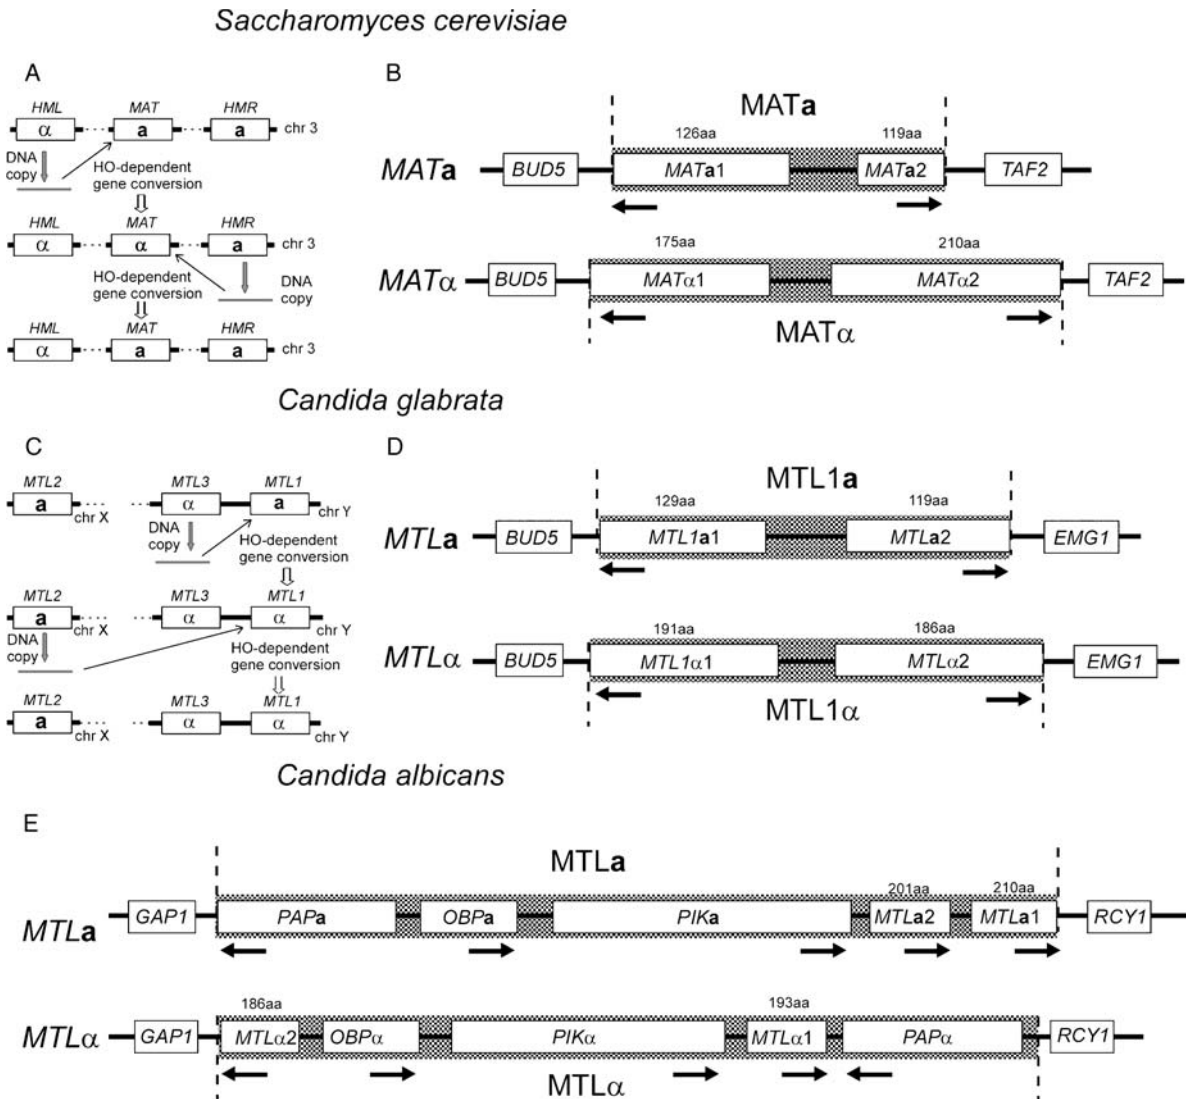 Saccharomyces cerevisiae
A
HML MAT HMR
α a a chr 3
DNA
copy
HO-dependent
gene conversion
HML MAT HMR
α α a chr 3
HO-dependent
gene conversion
DNA
copy
HML MAT HMR
α a a chr 3
B
MATa
126aa 119aa
MATa BUD5 MATa1 MATa2 TAF2
175aa 210aa
MATα BUD5 MATα1 MATα2 TAF2
MATα
Candida glabrata
C
MTL2 MTL3 MTL1
a α a
chr X chr Y
DNA
copy
HO-dependent
gene conversion
MTL2 MTL3 MTL1
a α α
chr X chr Y
DNA
copy
HO-dependent
gene conversion
MTL2 MTL3 MTL1
a α α
chr X chr Y
D
MTL1a
129aa 119aa
MTLa BUD5 MTL1a1 MTLa2 EMG1
191aa 186aa
MTLα BUD5 MTL1α1 MTLα2 EMG1
MTL1α
Candida albicans
E
MTLa
201aa 210aa
MTLa GAP1 PAPa OBPa PIKa MTLa2 MTLa1 RCY1
186aa 193aa
MTLα GAP1 MTLα2 OBPα PIKα MTLα1 PAPα RCY1
MTLα